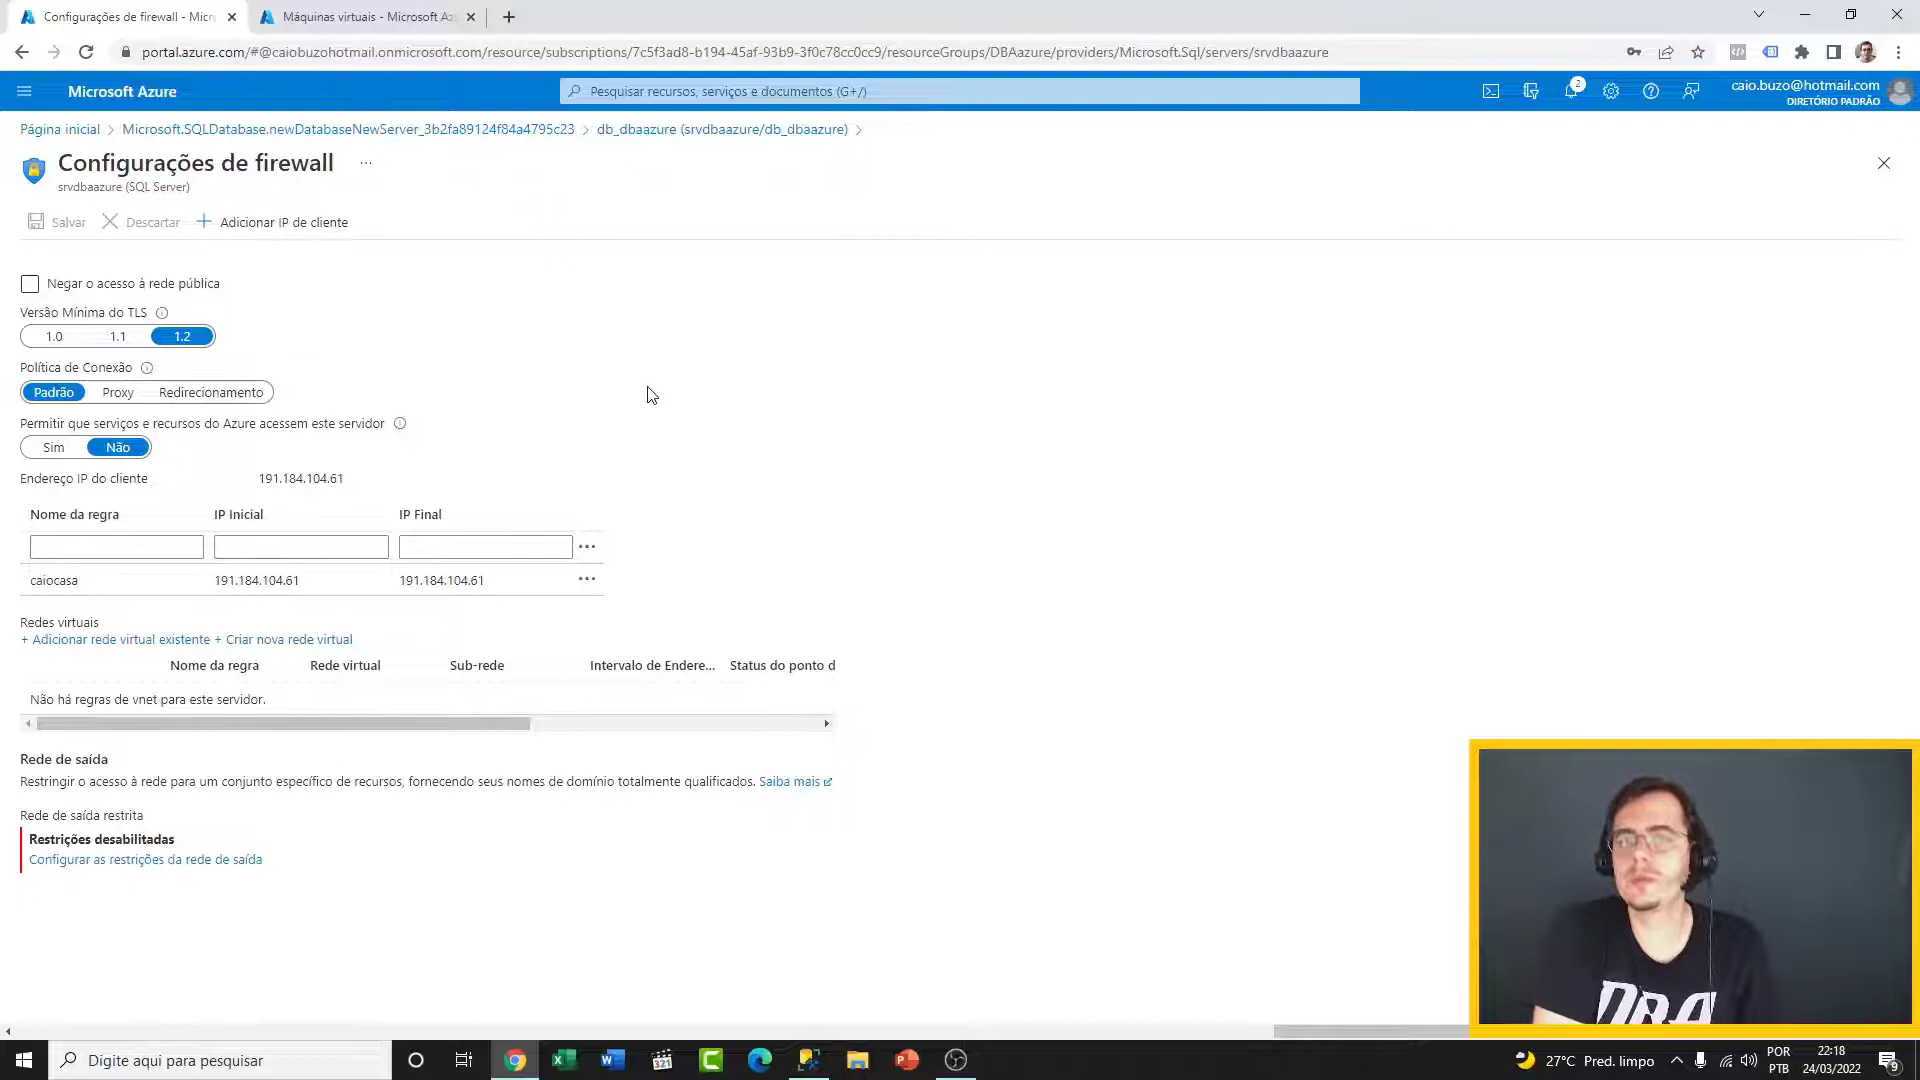 Configurações de firewall - Micr
Máquinas virtuais - Microsoft Az
portal.azure.com/#@caiobuzohotmail.onmicrosoft.com/resource/subscriptions/7c5f3ad8-b194-45af-93b9-3f0c78cc0cc9/resourceGroups/DBAazure/providers/Microsoft.Sql/servers/srvdbaazure
Microsoft Azure
Pesquisar recursos, serviços e documentos (G+/)
2
caio.buzo@hotmail.com
DIRETÓRIO PADRÃO
Página inicial > Microsoft.SQLDatabase.newDatabaseNewServer_3b2fa89124f84a4795c23 > db_dbaazure (srvdbaazure/db_dbaazure) >
Configurações de firewall ...
srvdbaazure (SQL Server)
Salvar Descartar + Adicionar IP de cliente
Negar o acesso à rede pública
Versão Mínima do TLS
1.0 1.1 1.2
Política de Conexão
Padrão Proxy Redirecionamento
Permitir que serviços e recursos do Azure acessem este servidor
Sim Não
Endereço IP do cliente 191.184.104.61
Nome da regra IP Inicial IP Final
...
caiocasa 191.184.104.61 191.184.104.61 ...
Redes virtuais
+ Adicionar rede virtual existente + Criar nova rede virtual
Nome da regra Rede virtual Sub-rede Intervalo de Endere... Status do ponto d
Não há regras de vnet para este servidor.
Rede de saída
Restringir o acesso à rede para um conjunto específico de recursos, fornecendo seus nomes de domínio totalmente qualificados. Saiba mais
Rede de saída restrita
Restrições desabilitadas
Configurar as restrições da rede de saída
DBA
Digite aqui para pesquisar
321
27°C Pred. limpo
POR
PTB
22:18
24/03/2022
9